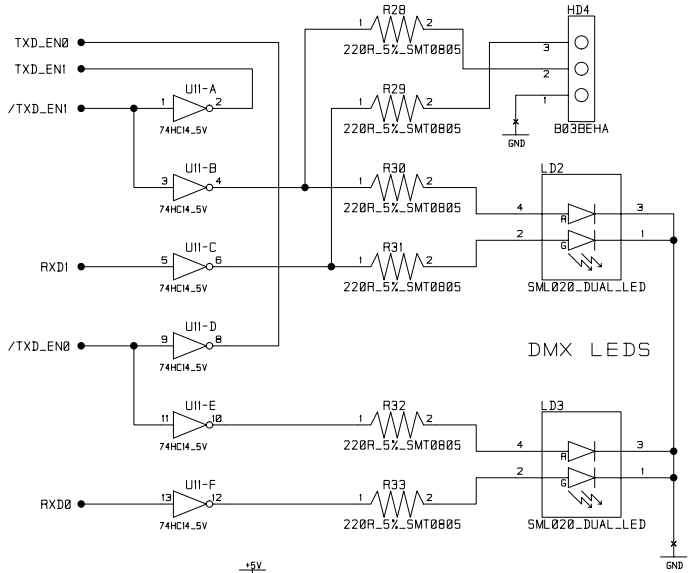 R28 HD4
1 2
TXD_EN0 220R_5%_SMT0805 3
TXD_EN1 2
U11-A R29
/TXD_EN1 1 2 1 2 1
74HC14_5V 220R_5%_SMT0805 B03BEHA
GND
U11-B R30 LD2
3 4 1 2
74HC14_5V 220R_5%_SMT0805 4 R 3
2 G 1
U11-C R31
RXD1 5 6 1 2
74HC14_5V 220R_5%_SMT0805 SML020_DUAL_LED
U11-D
/TXD_EN0 9 8
DMX LEDS
74HC14_5V
U11-E R32 LD3
11 10 1 2
74HC14_5V 220R_5%_SMT0805 4 R 3
2 G 1
U11-F R33
RXD0 13 12 1 2
74HC14_5V 220R_5%_SMT0805 SML020_DUAL_LED
+5V GND